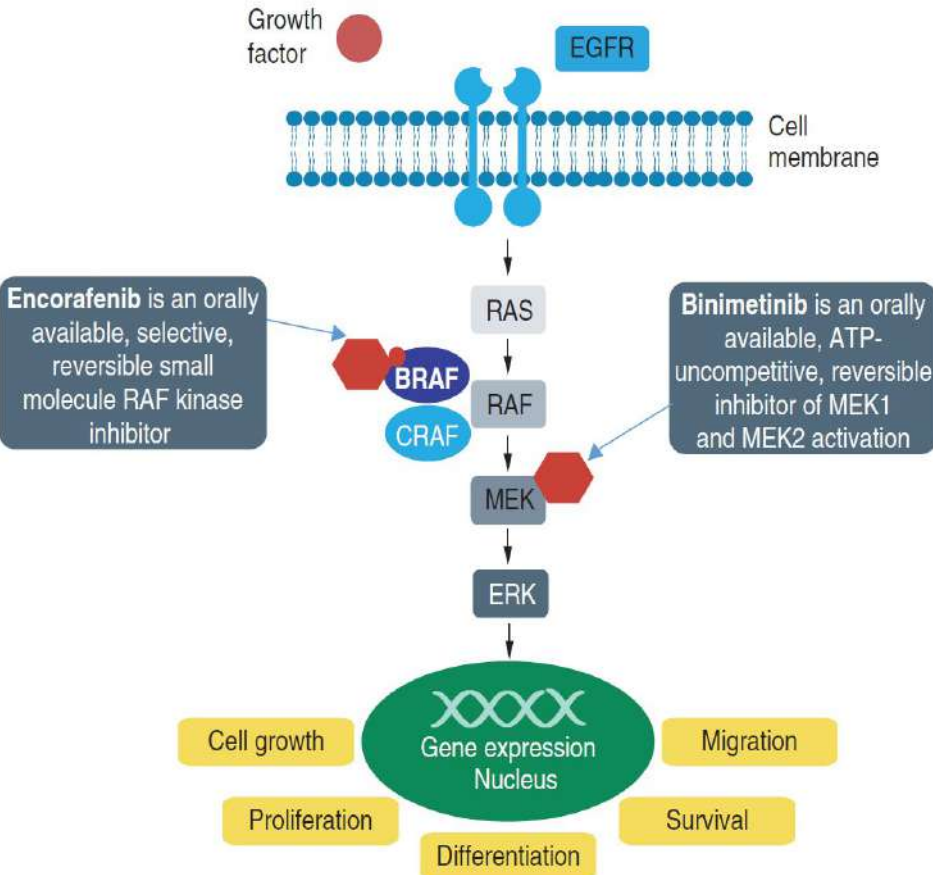 Growth
factor
EGFR
Cell
membrane
Encorafenib is an orally
available, selective,
reversible small
molecule RAF kinase
inhibitor
RAS
Binimetinib is an orally
available, ATP-
uncompetitive, reversible
inhibitor of MEK1
and MEK2 activation
BRAF
RAF
CRAF
MEK
ERK
Gene expression
Nucleus
Cell growth
Migration
Proliferation
Survival
Differentiation